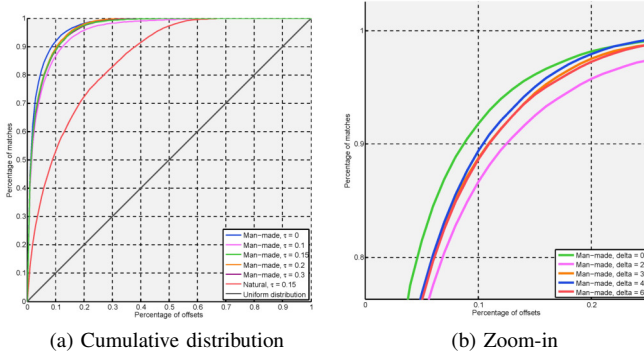 1
0.9
0.8
0.7
0.6
0.5
0.4
0.3
0.2
0.1
0
Percentage of matches
0 0.1 0.2 0.3 0.4 0.5 0.6 0.7 0.8 0.9 1
Percentage of offsets
Man−made, τ = 0
Man−made, τ = 0.1
Man−made, τ = 0.15
Man−made, τ = 0.2
Man−made, τ = 0.3
Natural, τ = 0.15
Uniform distribution
(a) Cumulative distribution
1
0.9
0.8
Percentage of matches
0.1 0.2
Percentage of offsets
Man−made, delta = 0
Man−made, delta = 2
Man−made, delta = 3
Man−made, delta = 4
Man−made, delta = 6
(b) Zoom-in